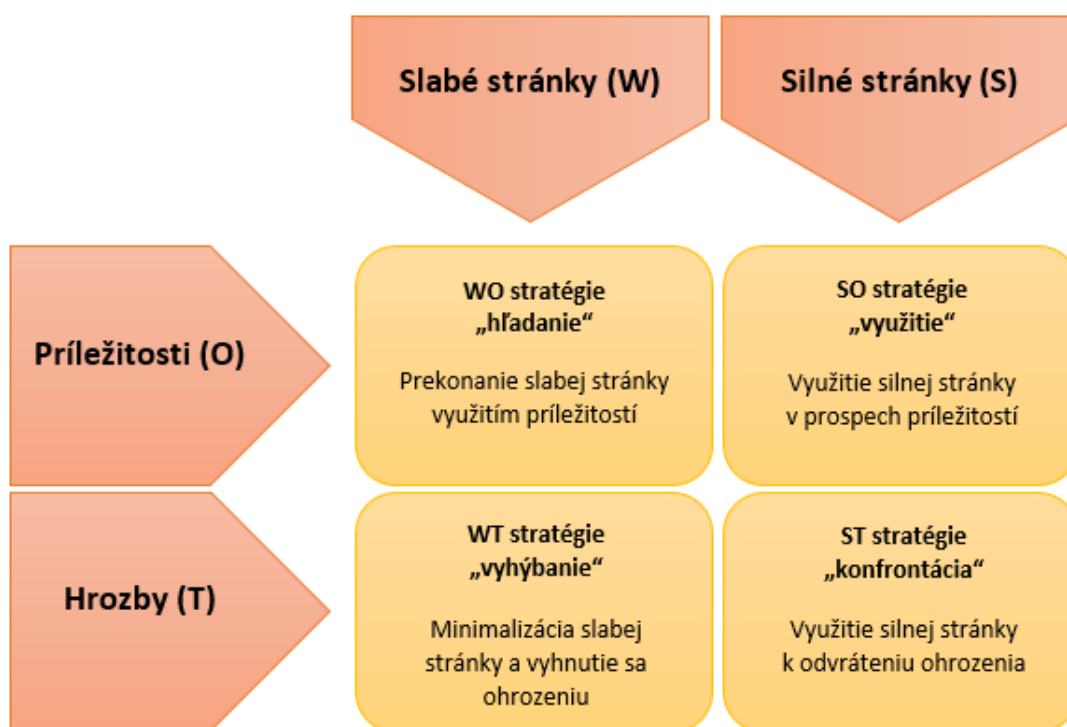 Slabé stránky (W)
Silné stránky (S)
Príležitosti (O)
WO stratégie
„hľadanie“
Prekonanie slabej stránky
využitím príležitostí
SO stratégie
„využitie“
Využitie silnej stránky
v prospech príležitostí
Hrozby (T)
WT stratégie
„vyhýbanie“
Minimalizácia slabej
stránky a vyhnutie sa
ohrozeniu
ST stratégie
„konfrontácia“
Využitie silnej stránky
k odvráteniu ohrozenia